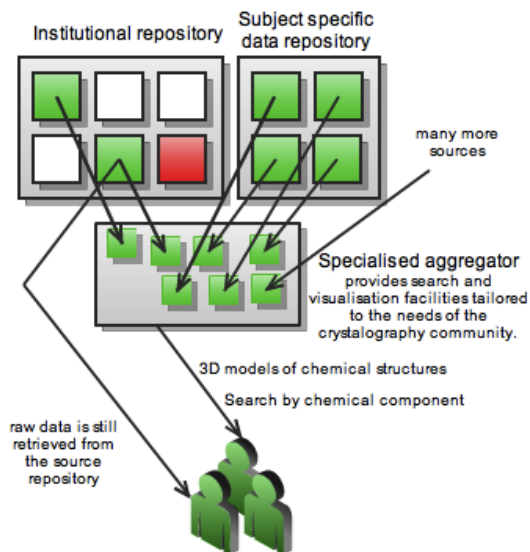 Institutional repository
Subject specific
data repository
many more
sources
Specialised aggregator
provides search and
visualisation facilities tailored
to the needs of the
crystalography community.
3D models of chemical structures
Search by chemical component
raw data is still
retrieved from
the source
repository